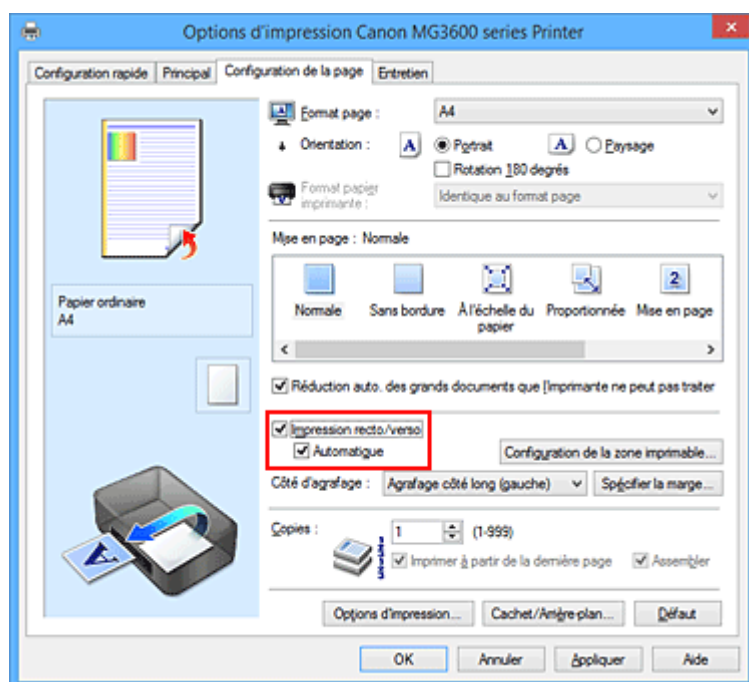 Options d'impression Canon MG3600 series Printer
Configuration rapide Principal Configuration de la page Entretien
Format page : A4
Orientation : A Portrait A Paysage
Rotation 180 degrés
Format papier imprimante : Identique au format page
Mise en page : Normale
Normale Sans bordure À l'échelle du papier Proportionnée 2 Mise en page
Papier ordinaire
A4
Réduction auto. des grands documents que l'imprimante ne peut pas traiter
Impression recto/verso
Automatique
Configuration de la zone imprimable...
Côté d'agrafage : Agrafage côté long (gauche) Spécifier la marge...
Copies : 1 (1-999)
Imprimer à partir de la dernière page Assembler
A
Options d'impression... Cachet/Arrière-plan... Défaut
OK Annuler Appliquer Aide